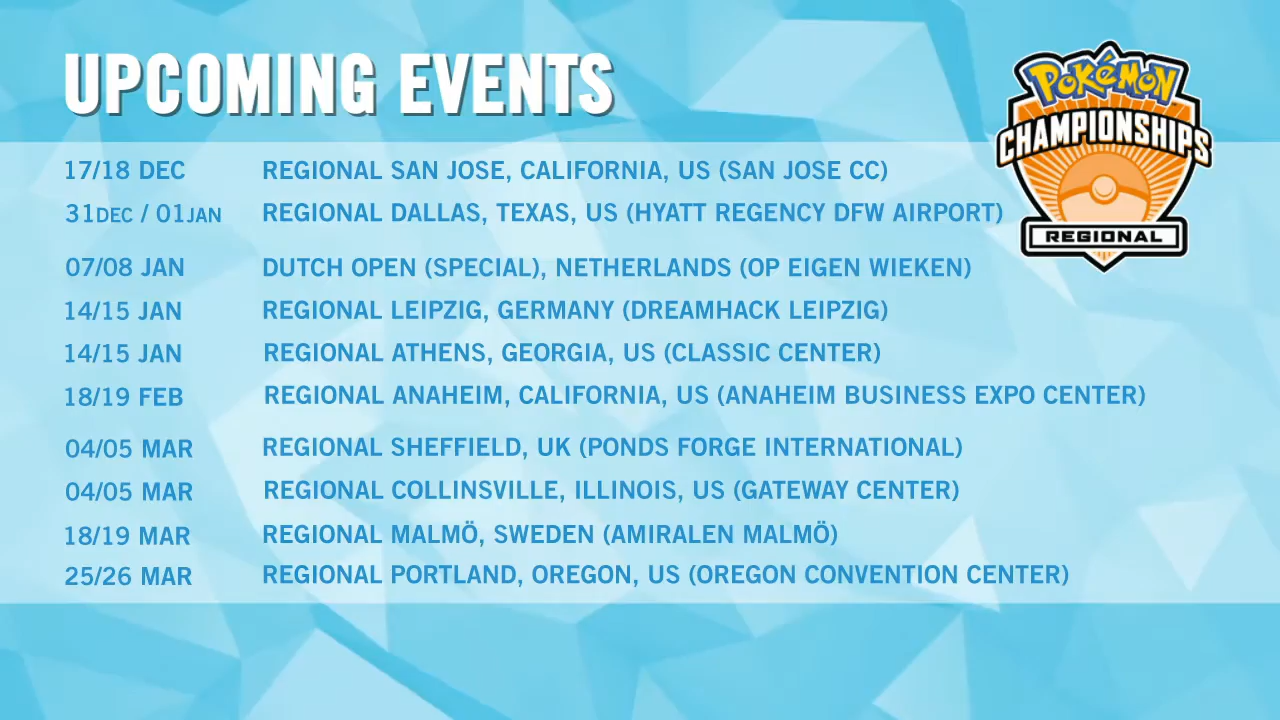 UPCOMING EVENTS
POKÉMON
CHAMPIONSHIPS
REGIONAL
17/18 DEC REGIONAL SAN JOSE, CALIFORNIA, US (SAN JOSE CC)
31DEC / 01JAN REGIONAL DALLAS, TEXAS, US (HYATT REGENCY DFW AIRPORT)
07/08 JAN DUTCH OPEN (SPECIAL), NETHERLANDS (OP EIGEN WIEKEN)
14/15 JAN REGIONAL LEIPZIG, GERMANY (DREAMHACK LEIPZIG)
14/15 JAN REGIONAL ATHENS, GEORGIA, US (CLASSIC CENTER)
18/19 FEB REGIONAL ANAHEIM, CALIFORNIA, US (ANAHEIM BUSINESS EXPO CENTER)
04/05 MAR REGIONAL SHEFFIELD, UK (PONDS FORGE INTERNATIONAL)
04/05 MAR REGIONAL COLLINSVILLE, ILLINOIS, US (GATEWAY CENTER)
18/19 MAR REGIONAL MALMÖ, SWEDEN (AMIRALEN MALMÖ)
25/26 MAR REGIONAL PORTLAND, OREGON, US (OREGON CONVENTION CENTER)